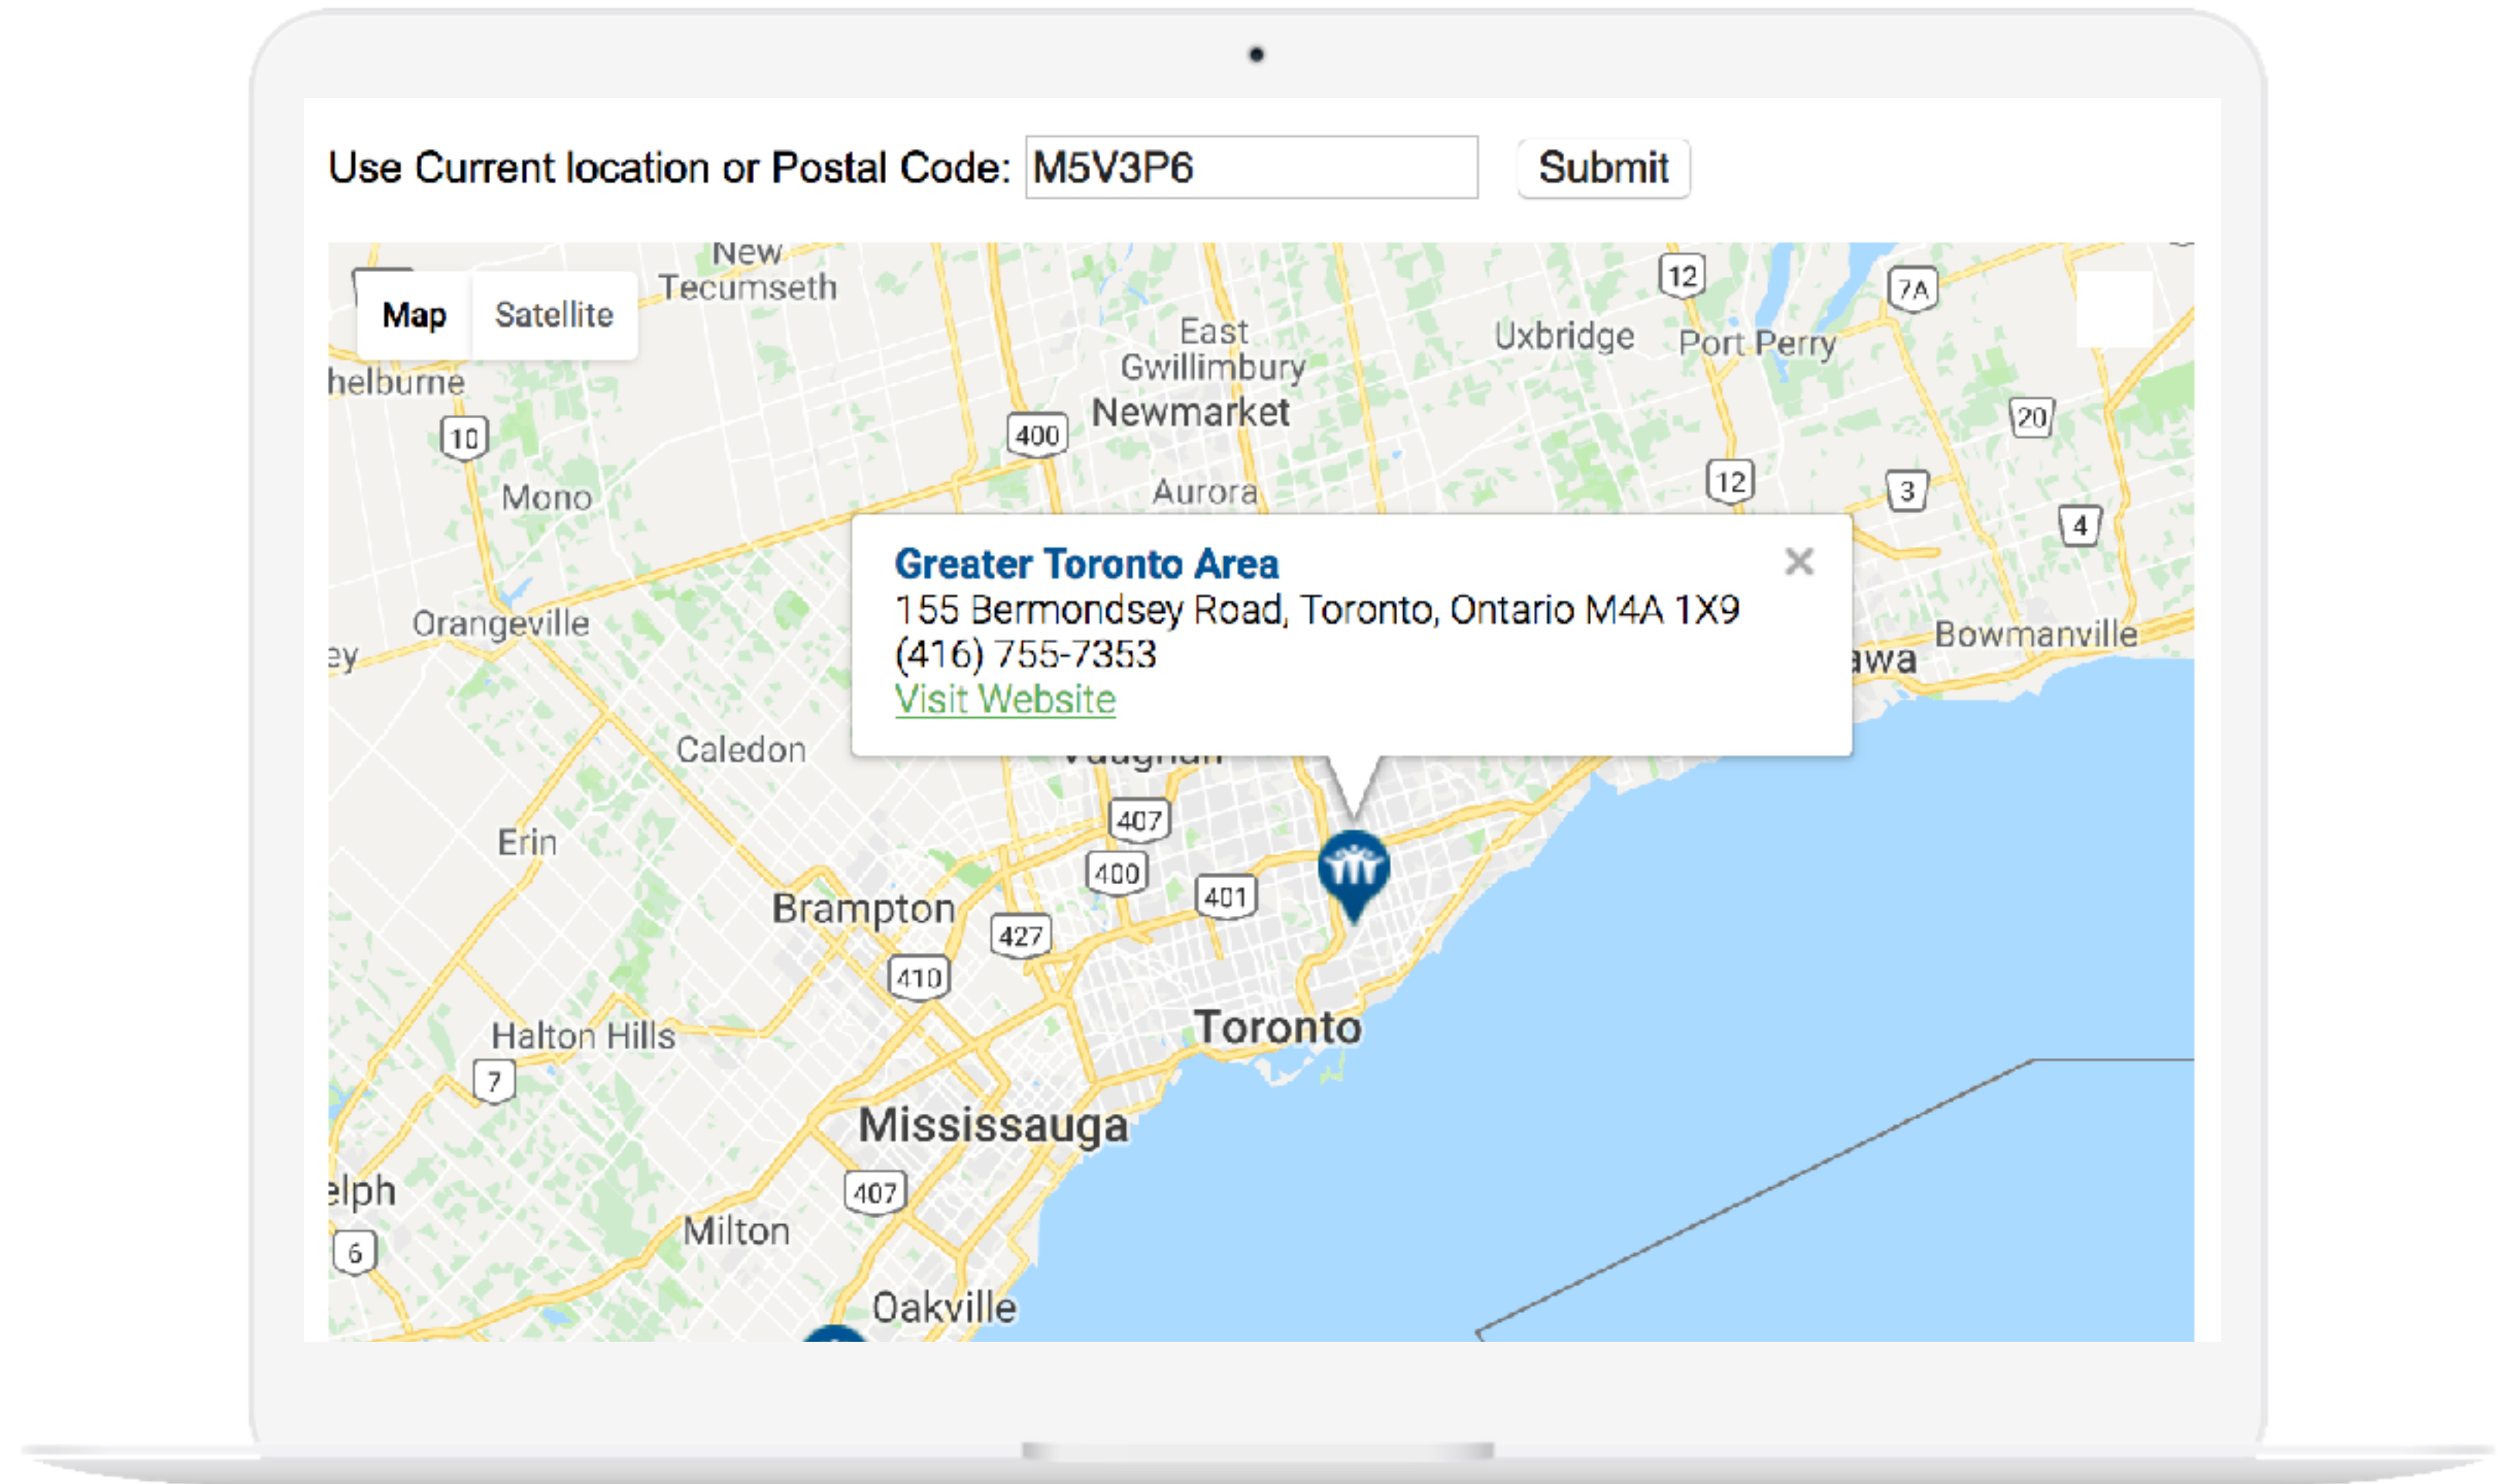 Use Current location or Postal Code: M5V3P6 Submit
New
Tecumseth
Map Satellite
12
7A
East
Gwillimbury
Uxbridge
Port Perry
helburne
Newmarket
10
400
20
Mono
Aurora
12
3
4
Greater Toronto Area
155 Bermondsey Road, Toronto, Ontario M4A 1X9
(416) 755-7353
Visit Website
Orangeville
ey
Bowmanville
awa
Caledon
407
Erin
400
401
Brampton
427
410
Toronto
Halton Hills
7
Mississauga
elph
407
Milton
6
Oakville